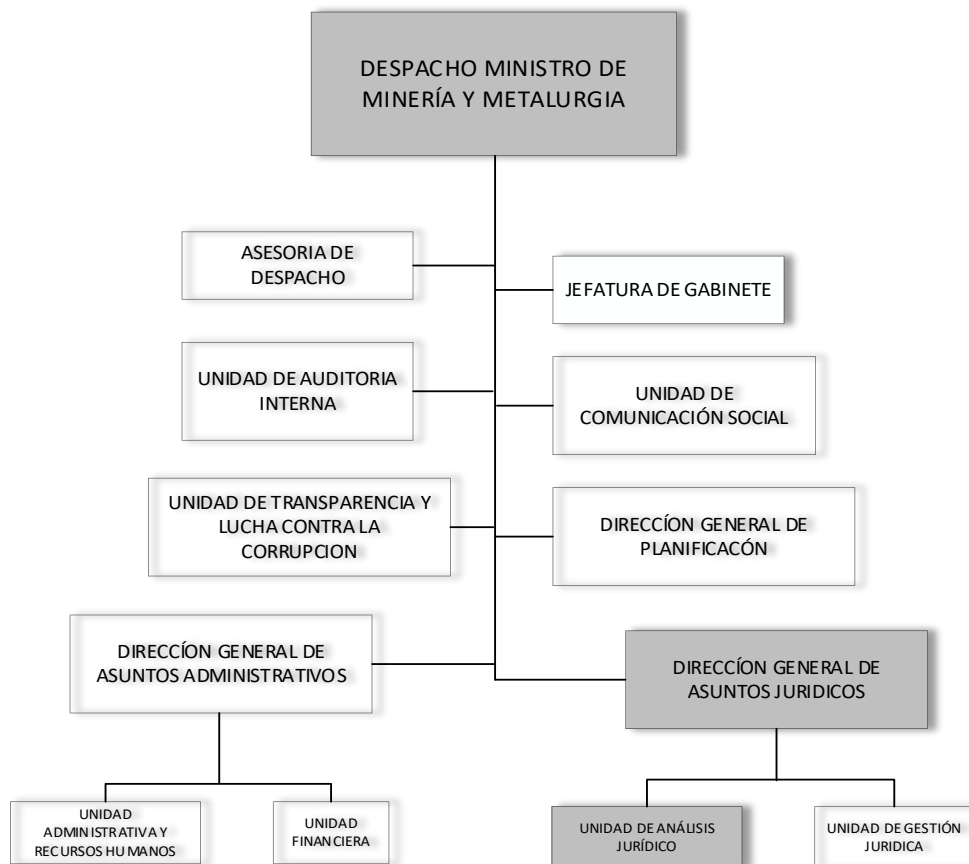 DESPACHO MINISTRO DE
MINERÍA Y METALURGIA
ASESORIA DE
DESPACHO
JEFATURA DE GABINETE
UNIDAD DE AUDITORIA
INTERNA
UNIDAD DE
COMUNICACIÓN SOCIAL
UNIDAD DE TRANSPARENCIA Y
LUCHA CONTRA LA
CORRUPCION
DIRECCÍON GENERAL DE
PLANIFICACÓN
DIRECCÍON GENERAL DE
ASUNTOS ADMINISTRATIVOS
DIRECCÍON GENERAL DE
ASUNTOS JURIDICOS
UNIDAD
ADMINISTRATIVA Y
RECURSOS HUMANOS
UNIDAD
FINANCIERA
UNIDAD DE ANÁLISIS
JURÍDICO
UNIDAD DE GESTIÓN
JURIDICA